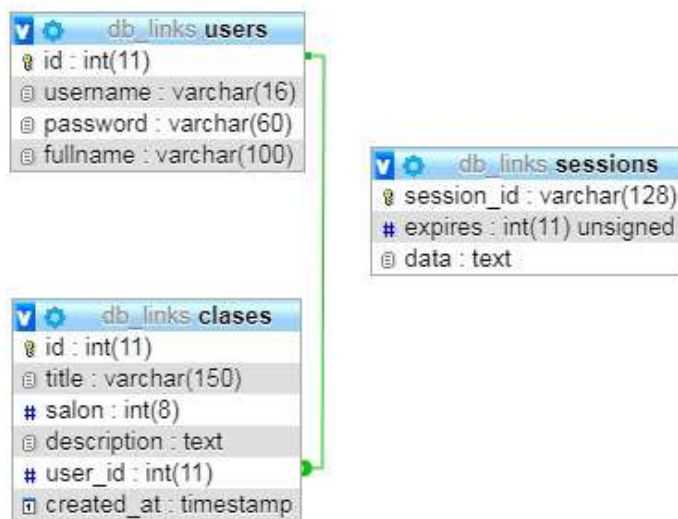 db_links users
id : int(11)
username : varchar(16)
password : varchar(60)
fullname : varchar(100)
db_links sessions
session_id : varchar(128)
# expires : int(11) unsigned
data : text
db_links clases
id : int(11)
title : varchar(150)
# salon : int(8)
description : text
# user_id : int(11)
created_at : timestamp